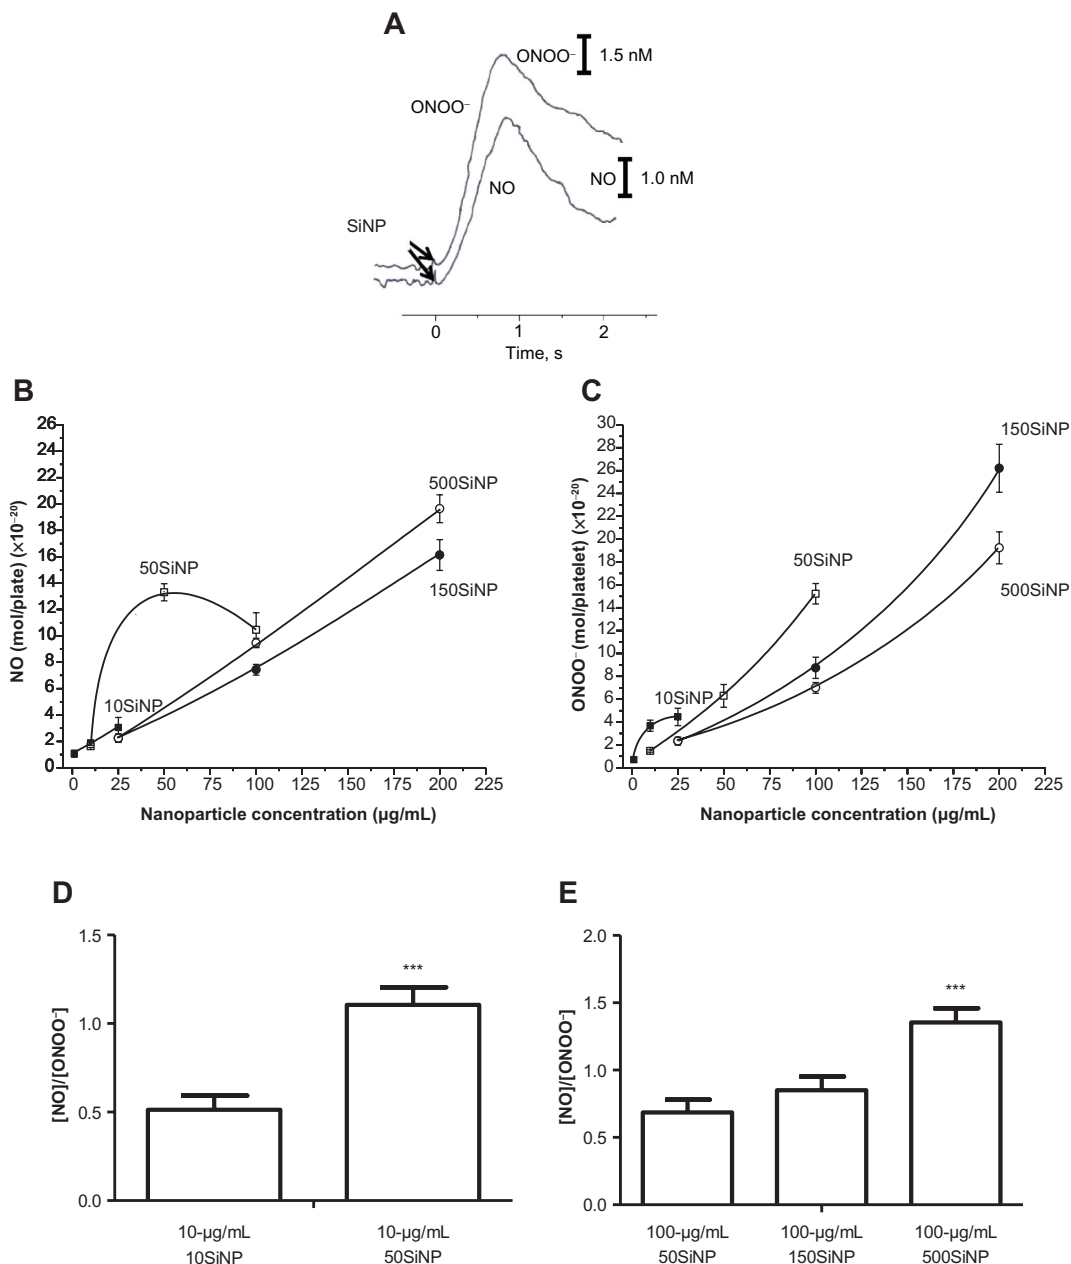 A
ONOO⁻ 1.5 nM
ONOO⁻
NO 1.0 nM
NO
SiNP
0 1 2
Time, s
B
NO (mol/plate) (×10⁻²⁰)
26
24
22
20
18
16
14
12
10
8
6
4
2
0
500SiNP
50SiNP
150SiNP
10SiNP
0 25 50 75 100 125 150 175 200 225
Nanoparticle concentration (µg/mL)
C
ONOO⁻ (mol/platelet) (×10⁻²⁰)
30
28
26
24
22
20
18
16
14
12
10
8
6
4
2
0
150SiNP
50SiNP
500SiNP
10SiNP
0 25 50 75 100 125 150 175 200 225
Nanoparticle concentration (µg/mL)
D
[NO]/[ONOO⁻]
1.5
1.0
0.5
0.0
***
10-µg/mL 10-µg/mL
10SiNP 50SiNP
E
[NO]/[ONOO⁻]
2.0
1.5
1.0
0.5
0.0
***
100-µg/mL 100-µg/mL 100-µg/mL
50SiNP 150SiNP 500SiNP